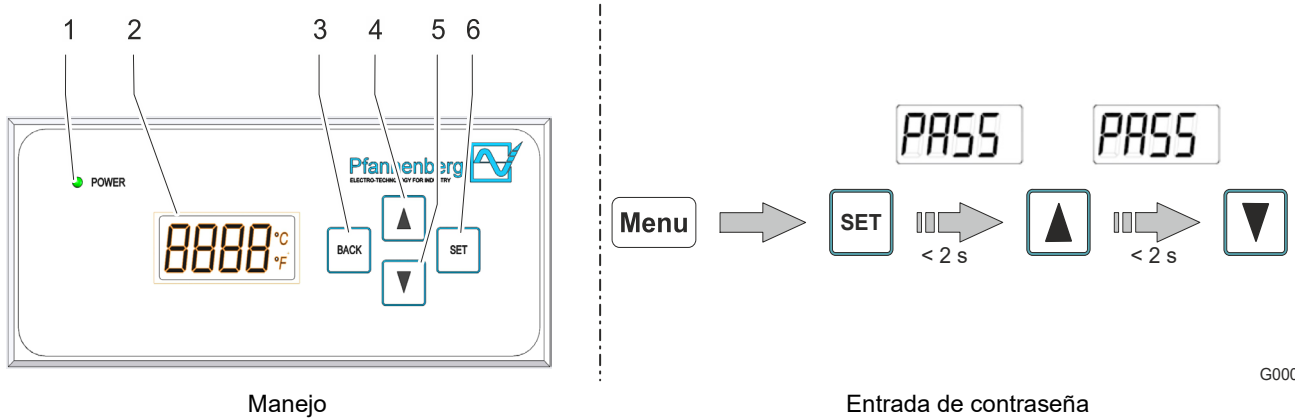 1 2 3 4 5 6
POWER
Pfannenberg
ELECTRO-TECHNOLOGY FOR INDUSTRY
8888 °C
°F
BACK
▲
▼
SET
Manejo
PASS PASS
Menu SET ▲ ▼
< 2 s < 2 s
G000
Entrada de contraseña